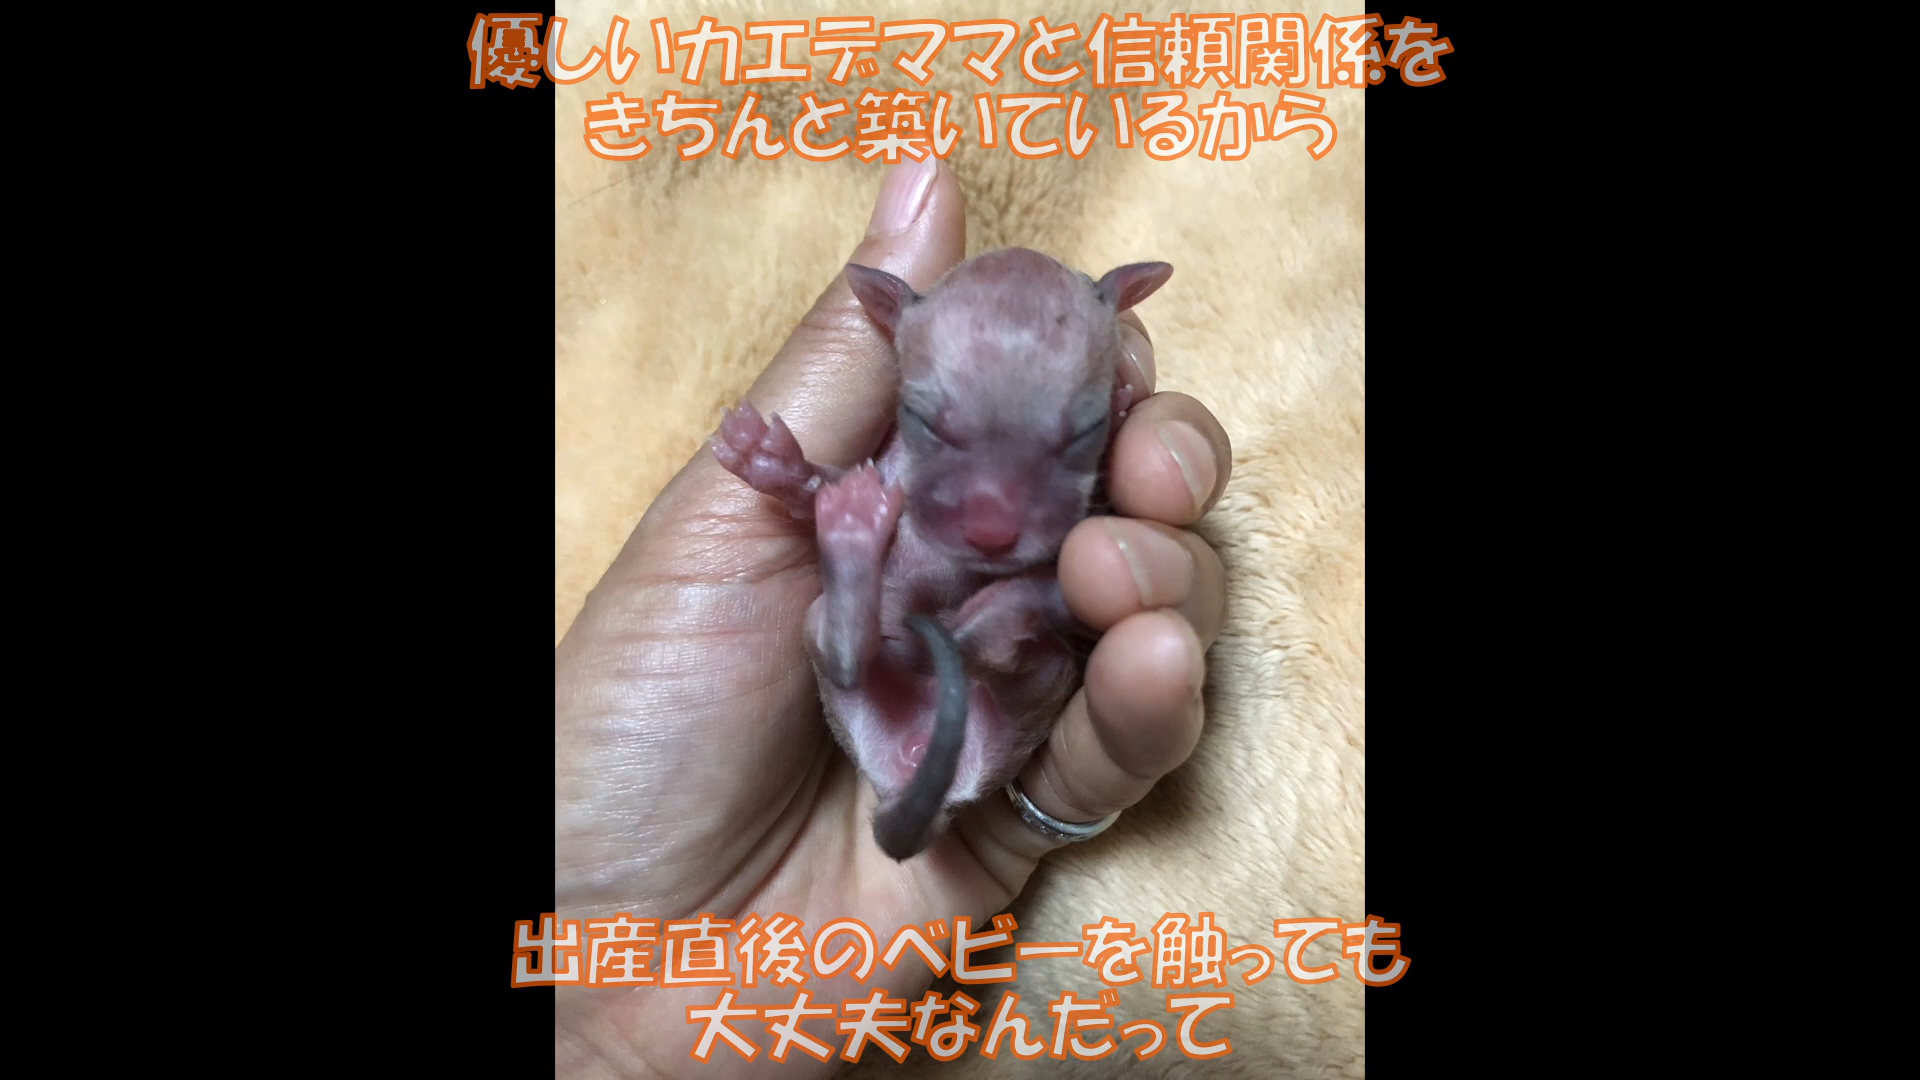 優しいカエデママと信頼関係を
きちんと築いているから
出産直後のベビーを触っても
大丈夫なんだって